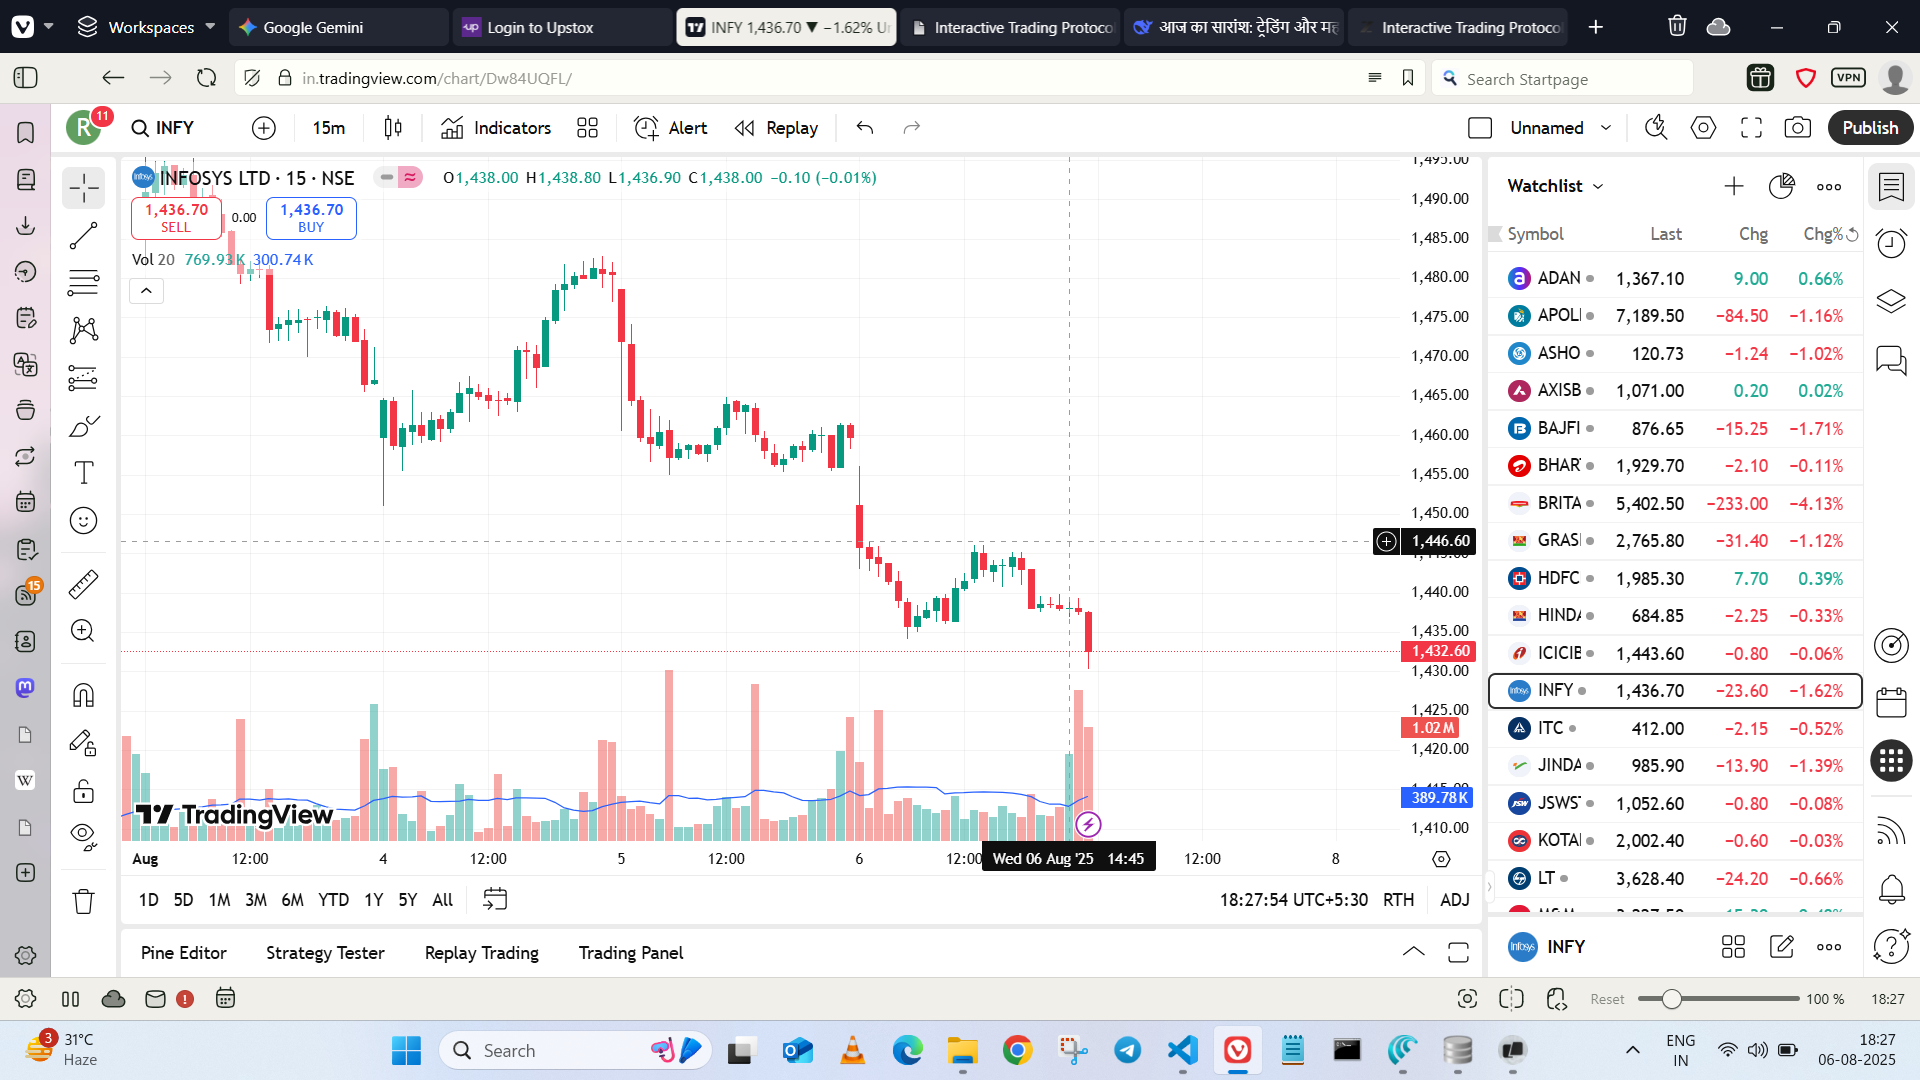 Workspaces
Google Gemini
up Login to Upstox
INFY 1,436.70 ▼ −1.62% Un
Interactive Trading Protoco
आज का सारांश: ट्रेडिंग और मह
Interactive Trading Protoco
in.tradingview.com/chart/Dw84UQFL/
Search Startpage
VPN
R 11
INFY
15m
Indicators
Alert
Replay
Unnamed
Publish
INFOSYS LTD · 15 · NSE
O1,438.00 H1,438.80 L1,436.90 C1,438.00 −0.10 (−0.01%)
1,436.70
SELL
0.00
1,436.70
BUY
Vol 20 769.93K 300.74K
1,495.00
1,490.00
1,485.00
1,480.00
1,475.00
1,470.00
1,465.00
1,460.00
1,455.00
1,450.00
1,446.60
1,445.00
1,440.00
1,435.00
1,432.60
1,430.00
1,425.00
1.02M
1,420.00
1,415.00
389.78K
1,410.00
TradingView
Aug 12:00 4 12:00 5 12:00 6 12:00 Wed 06 Aug '25 14:45 12:00 8
1D 5D 1M 3M 6M YTD 1Y 5Y All
18:27:54 UTC+5:30 RTH ADJ
Pine Editor Strategy Tester Replay Trading Trading Panel
Watchlist
Symbol Last Chg Chg%
ADAN 1,367.10 9.00 0.66%
APOLI 7,189.50 −84.50 −1.16%
ASHO 120.73 −1.24 −1.02%
AXISB 1,071.00 0.20 0.02%
BAJFI 876.65 −15.25 −1.71%
BHAR 1,929.70 −2.10 −0.11%
BRITA 5,402.50 −233.00 −4.13%
GRASI 2,765.80 −31.40 −1.12%
HDFC 1,985.30 7.70 0.39%
HINDA 684.85 −2.25 −0.33%
ICICIB 1,443.60 −0.80 −0.06%
INFY 1,436.70 −23.60 −1.62%
ITC 412.00 −2.15 −0.52%
JINDA 985.90 −13.90 −1.39%
JSWST 1,052.60 −0.80 −0.08%
KOTAI 2,002.40 −0.60 −0.03%
LT 3,628.40 −24.20 −0.66%
Infosys INFY
15
W
Reset
100 %
18:27
3
31°C
Haze
Search
ENG
IN
18:27
06-08-2025